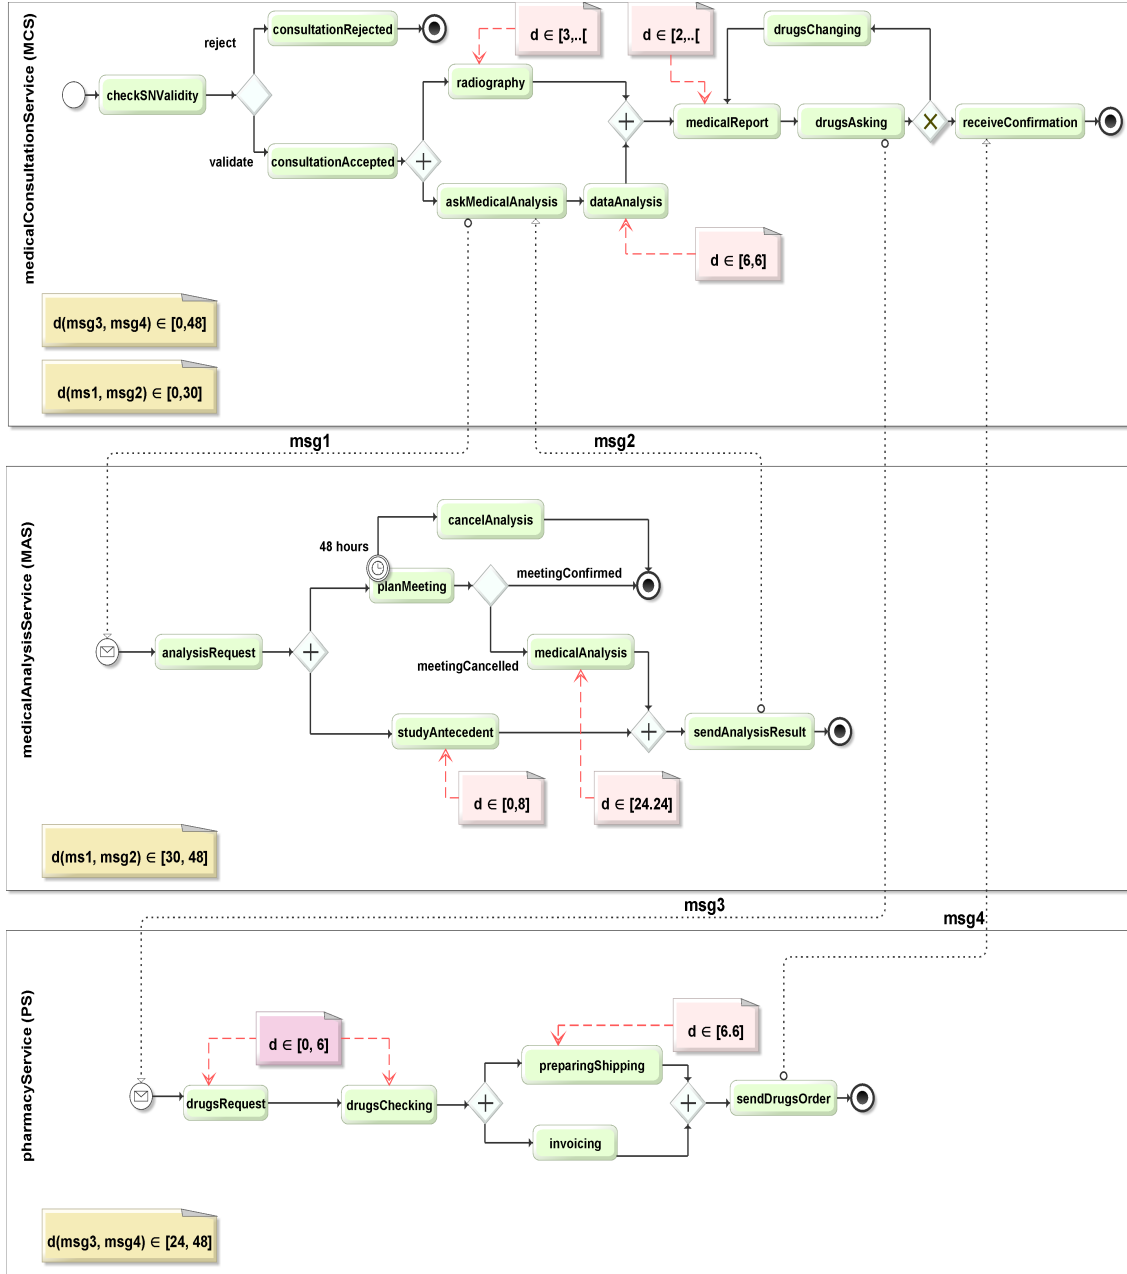 medicalConsultationService (MCS)
consultationRejected
reject
d ∈ [3,..[
d ∈ [2,..[
drugsChanging
checkSNValidity
radiography
medicalReport
drugsAsking
receiveConfirmation
validate
consultationAccepted
askMedicalAnalysis
dataAnalysis
d ∈ [6,6]
d(msg3, msg4) ∈ [0,48]
d(ms1, msg2) ∈ [0,30]
msg1
msg2
medicalAnalysisService (MAS)
cancelAnalysis
48 hours
planMeeting
meetingConfirmed
analysisRequest
medicalAnalysis
meetingCancelled
studyAntecedent
sendAnalysisResult
d ∈ [0,8]
d ∈ [24.24]
d(ms1, msg2) ∈ [30, 48]
msg3
msg4
pharmacyService (PS)
d ∈ [0, 6]
d ∈ [6.6]
preparingShipping
drugsRequest
drugsChecking
sendDrugsOrder
invoicing
d(msg3, msg4) ∈ [24, 48]